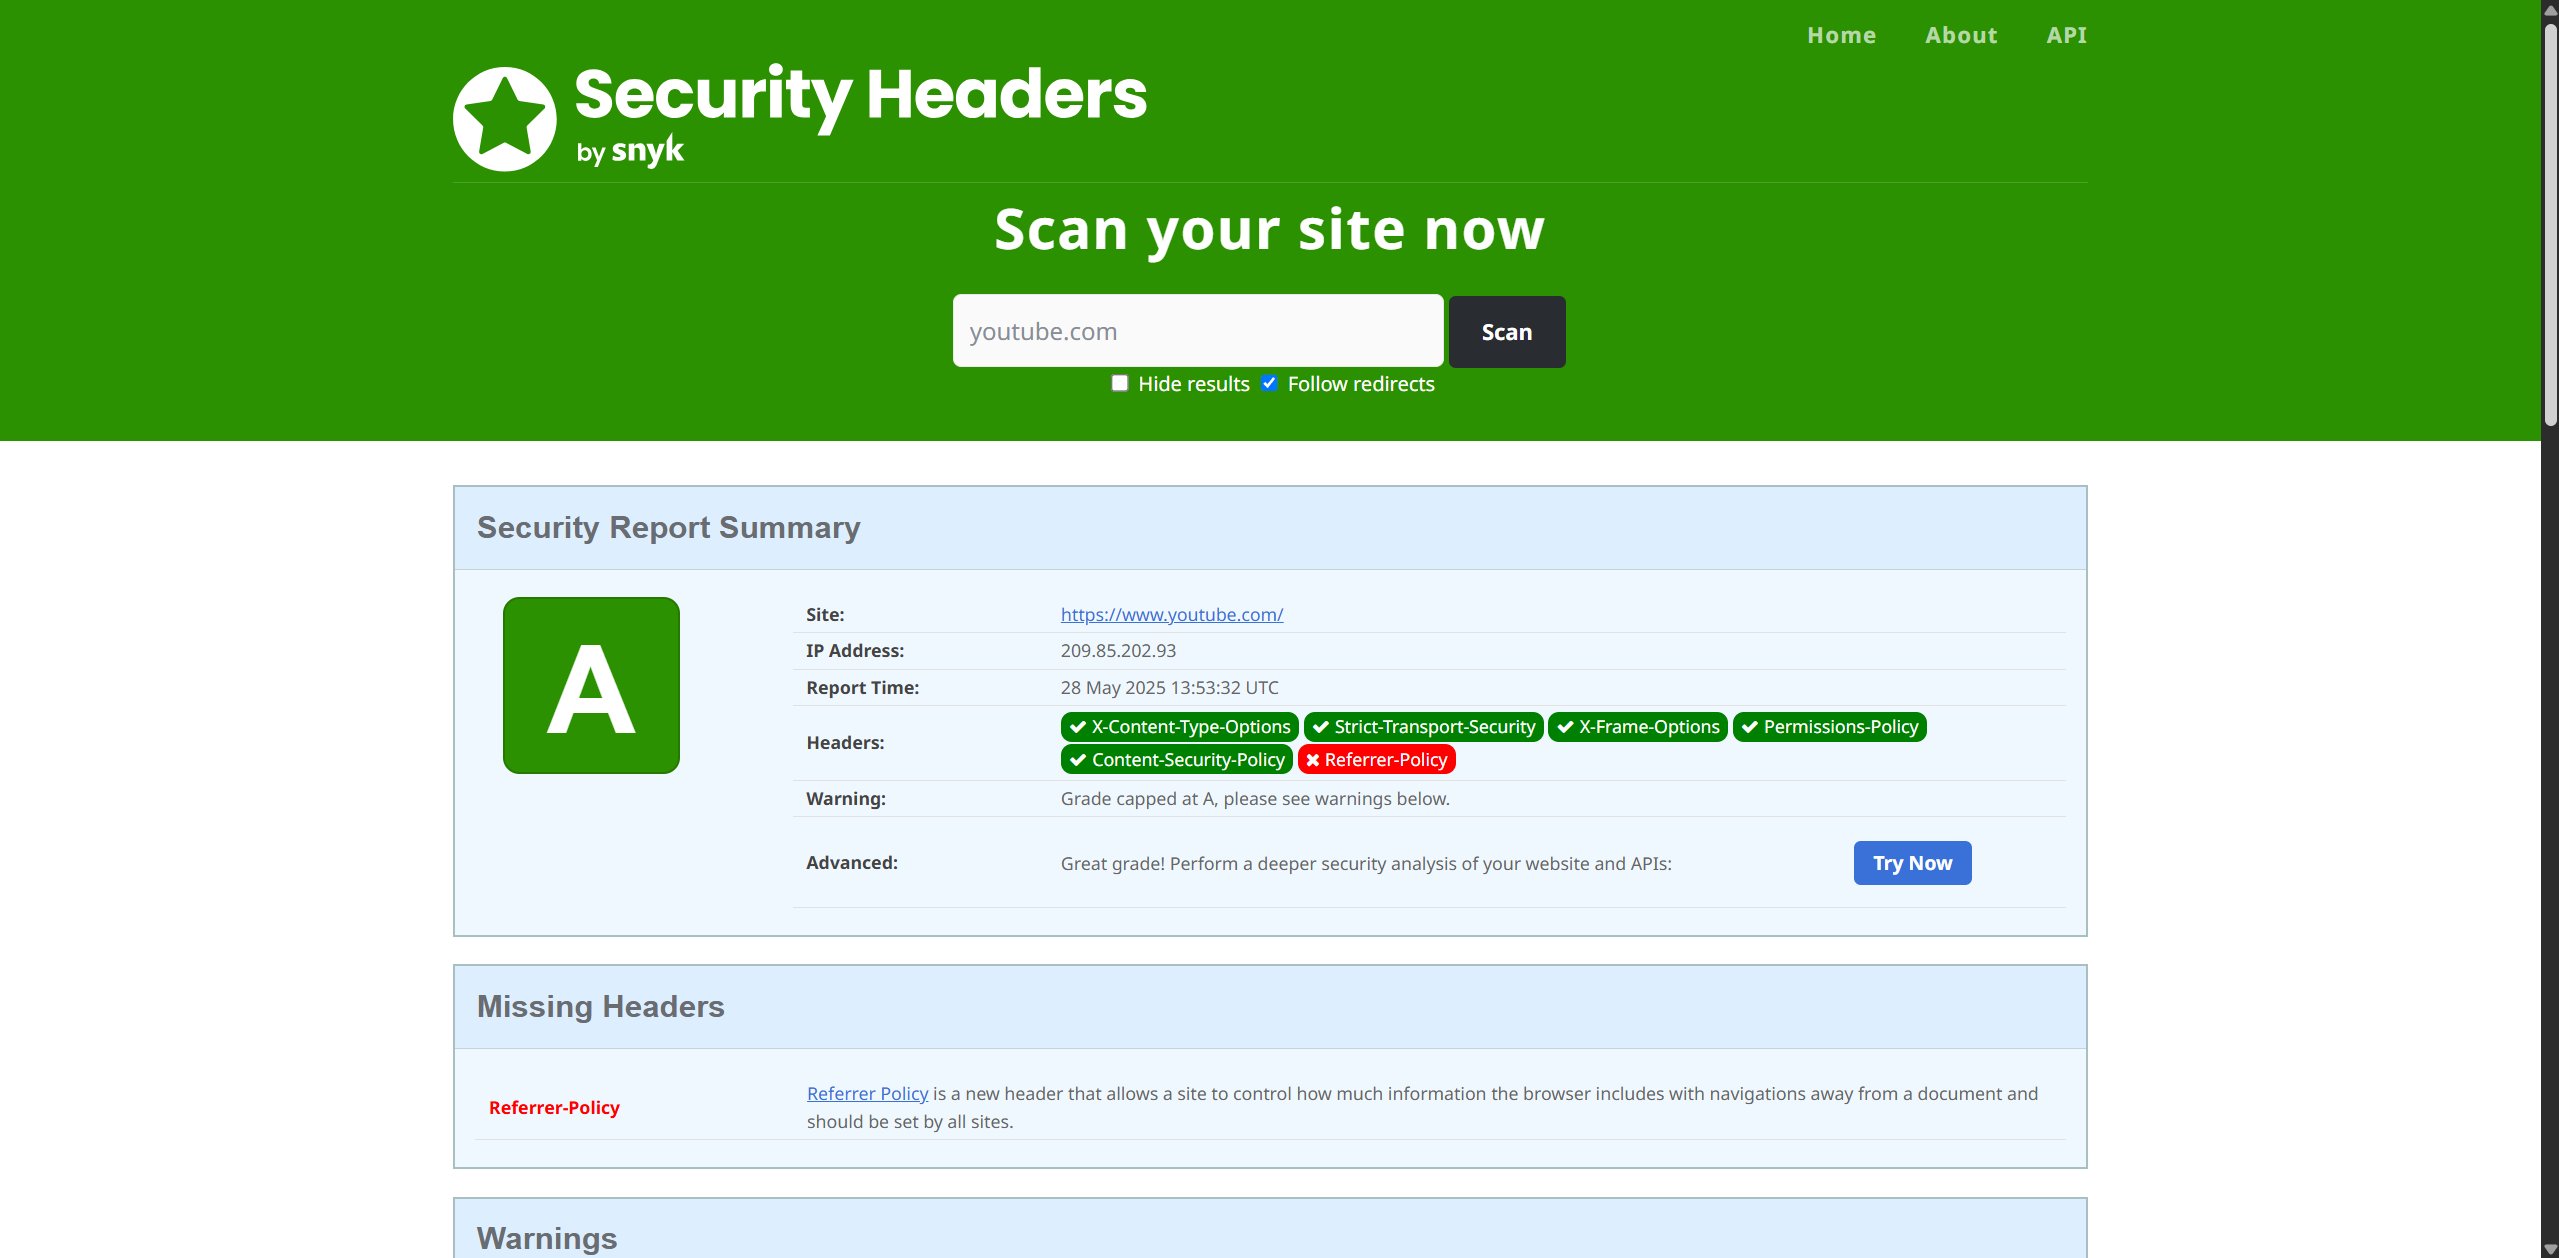 Home About API
Security Headers
by snyk
Scan your site now
youtube.com Scan
Hide results Follow redirects
Security Report Summary
A
Site: https://www.youtube.com/
IP Address: 209.85.202.93
Report Time: 28 May 2025 13:53:32 UTC
Headers: X-Content-Type-Options Strict-Transport-Security X-Frame-Options Permissions-Policy
Content-Security-Policy Referrer-Policy
Warning: Grade capped at A, please see warnings below.
Advanced: Great grade! Perform a deeper security analysis of your website and APIs: Try Now
Missing Headers
Referrer-Policy Referrer Policy is a new header that allows a site to control how much information the browser includes with navigations away from a document and
should be set by all sites.
Warnings